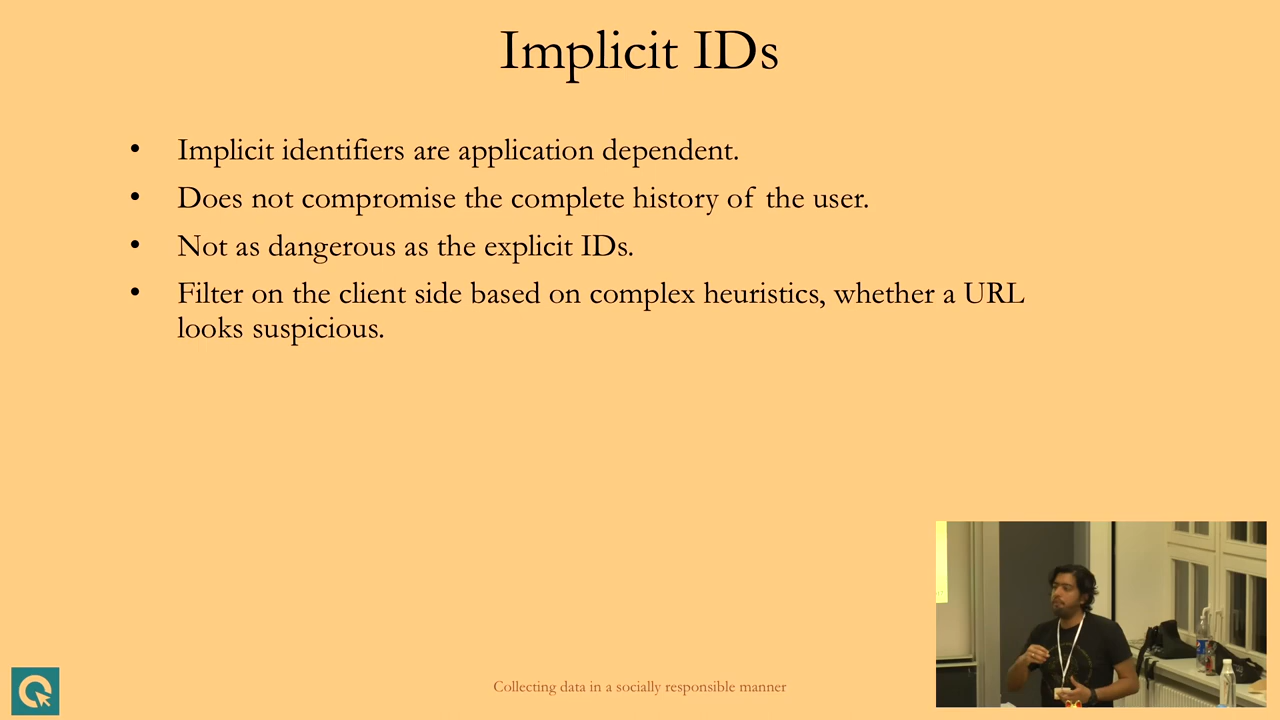 Implicit IDs
• Implicit identifiers are application dependent.
• Does not compromise the complete history of the user.
• Not as dangerous as the explicit IDs.
• Filter on the client side based on complex heuristics, whether a URL
looks suspicious.
Collecting data in a socially responsible manner